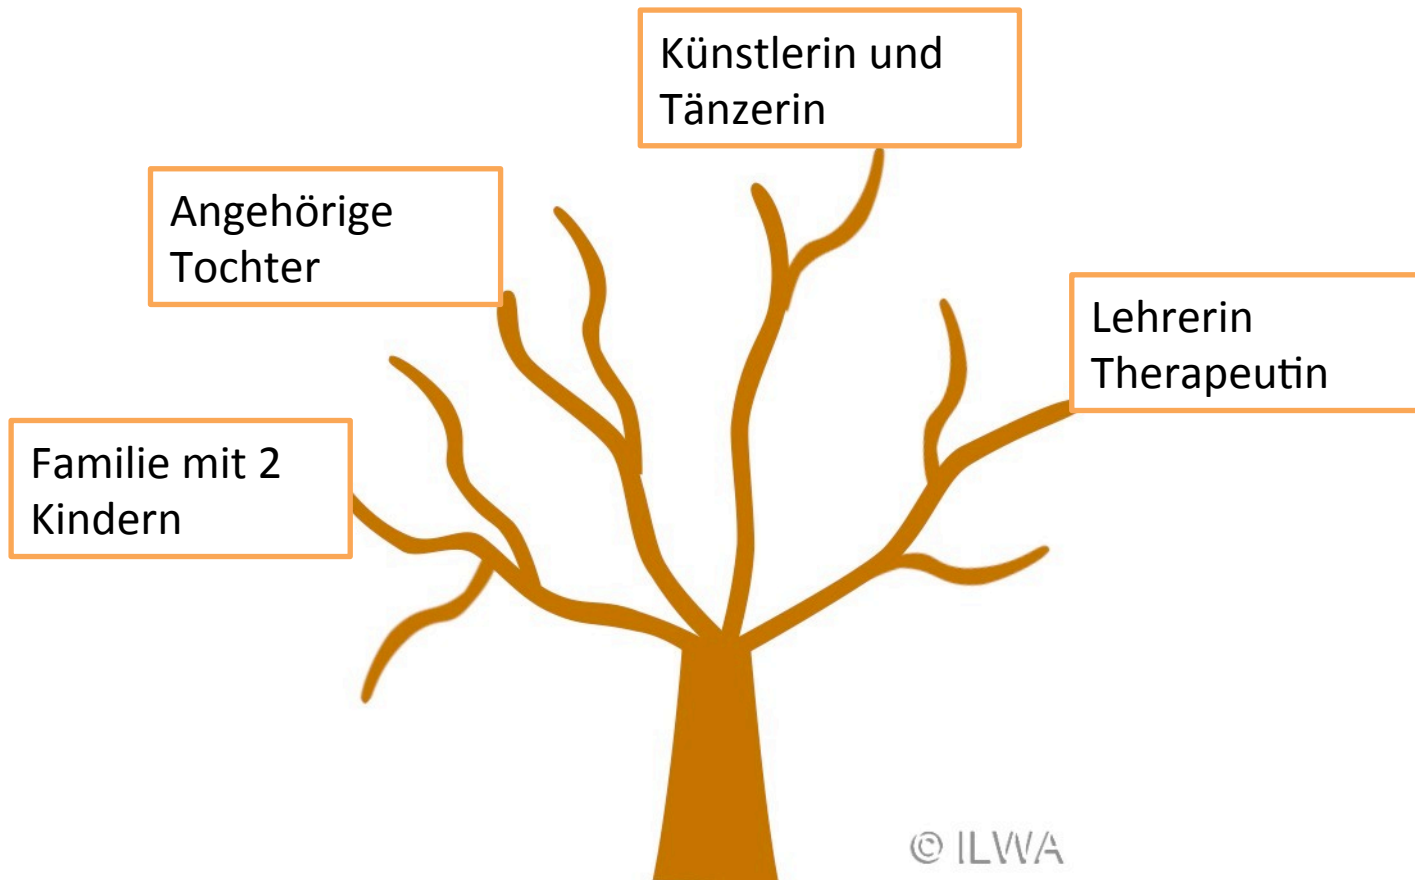 Künstlerin und
Tänzerin
Angehörige
Tochter
Lehrerin
Therapeutin
Familie mit 2
Kindern
© ILWA